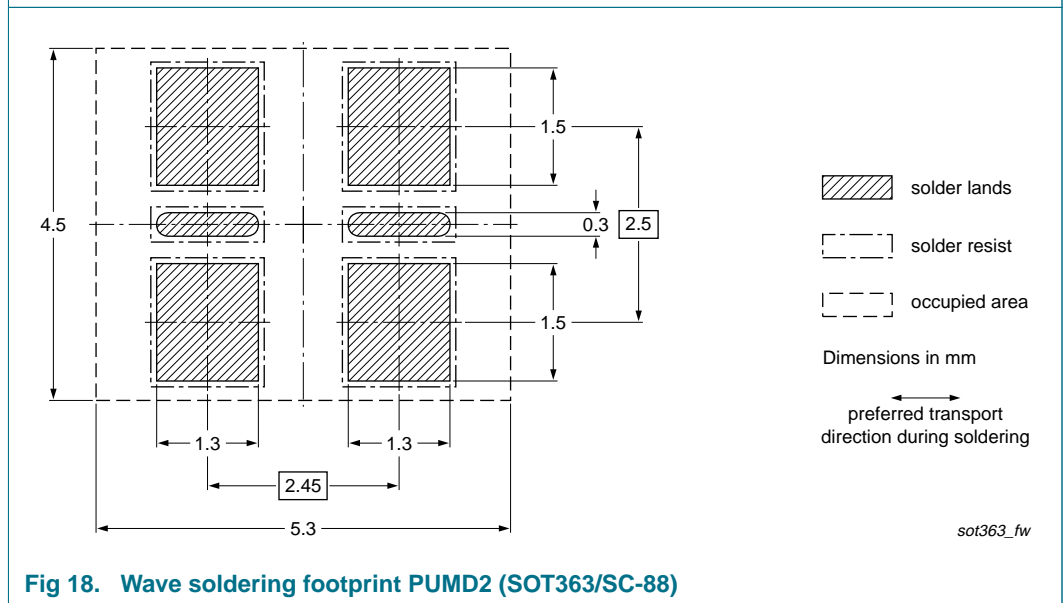 1.5
4.5
0.3
2.5
1.5
1.3
1.3
2.45
5.3
solder lands
solder resist
occupied area
Dimensions in mm
preferred transport
direction during soldering
sot363_fw
Fig 18. Wave soldering footprint PUMD2 (SOT363/SC-88)